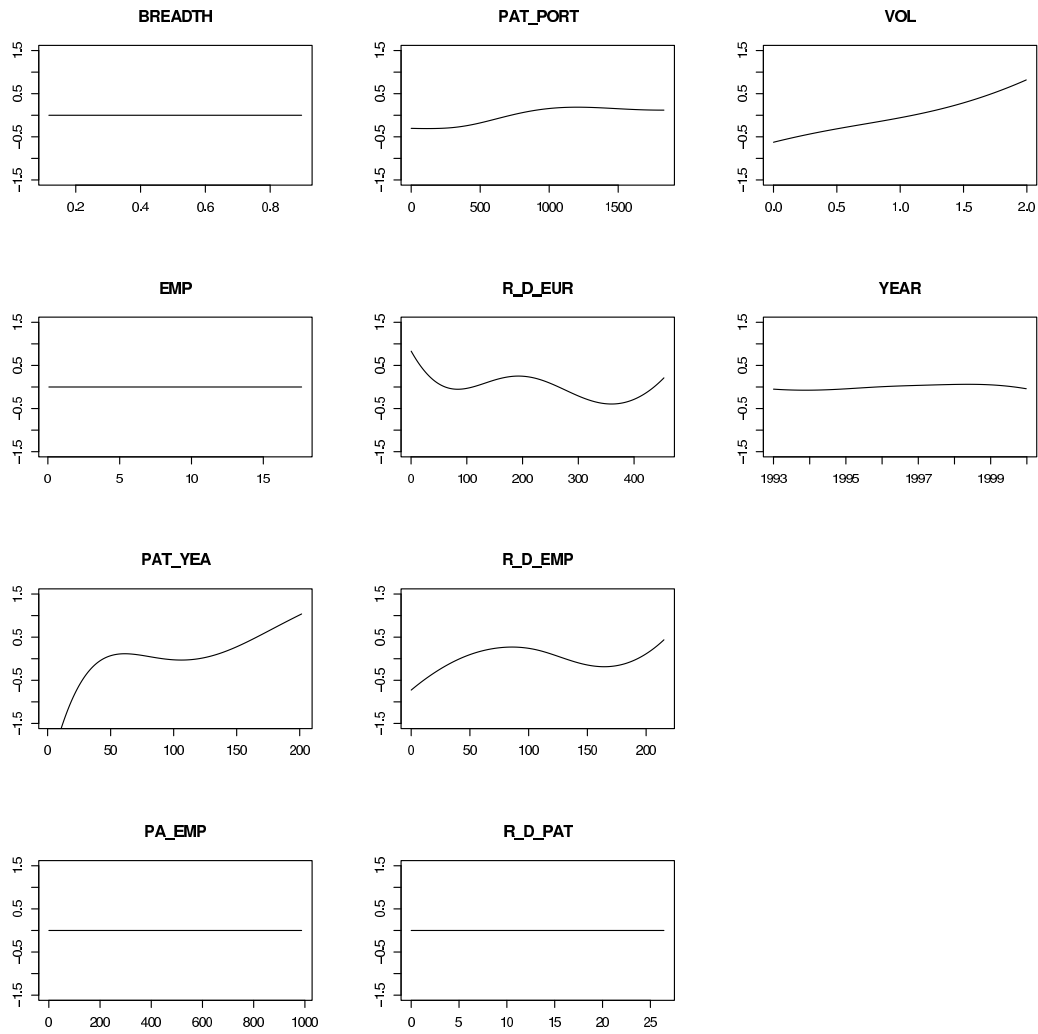 BREADTH PAT_PORT VOL
1.5 1.5 1.5
0.5 0.5 0.5
−0.5 −0.5 −0.5
−1.5 −1.5 −1.5
0.2 0.4 0.6 0.8 0 500 1000 1500 0.0 0.5 1.0 1.5 2.0
EMP R_D_EUR YEAR
1.5 1.5 1.5
0.5 0.5 0.5
−0.5 −0.5 −0.5
−1.5 −1.5 −1.5
0 5 10 15 0 100 200 300 400 1993 1995 1997 1999
PAT_YEA R_D_EMP
1.5 1.5
0.5 0.5
−0.5 −0.5
−1.5 −1.5
0 50 100 150 200 0 50 100 150 200
PA_EMP R_D_PAT
1.5 1.5
0.5 0.5
−0.5 −0.5
−1.5 −1.5
0 200 400 600 800 1000 0 5 10 15 20 25